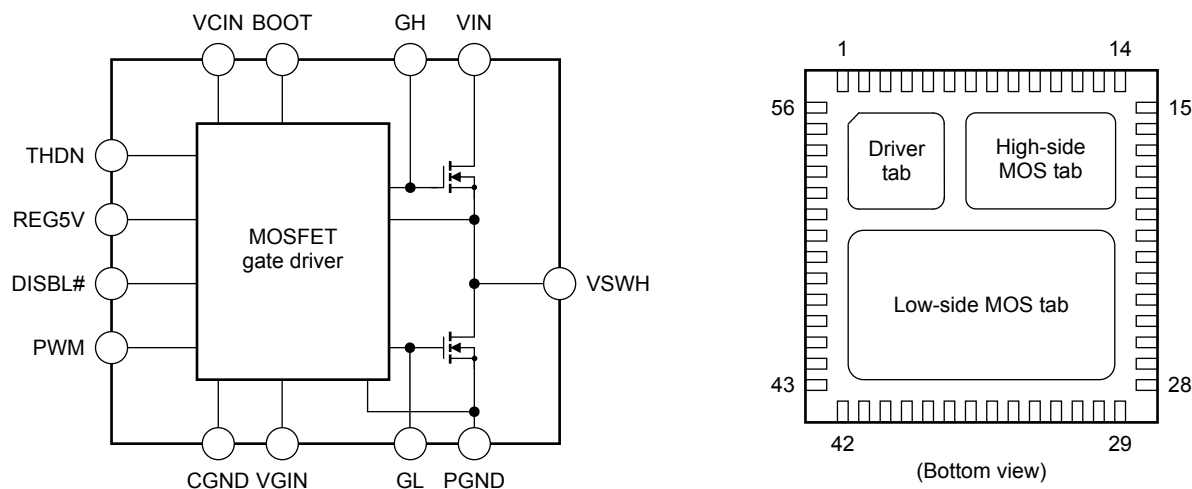 VCIN BOOT GH VIN
THDN
REG5V
DISBL#
PWM
MOSFET
gate driver
VSWH
CGND VGIN GL PGND
1 14
56 15
Driver
tab
High-side
MOS tab
Low-side MOS tab
43 28
42 29
(Bottom view)